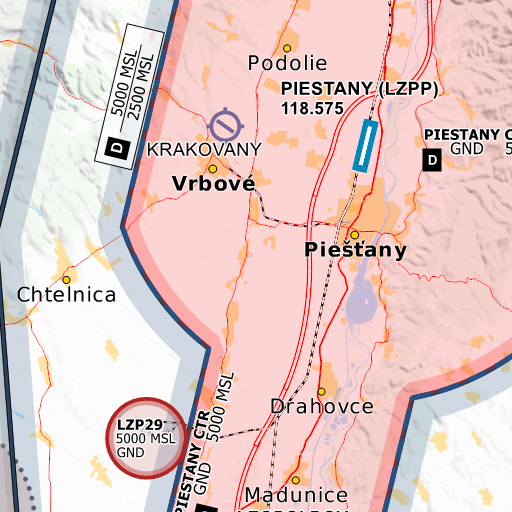 Podolie
5000 MSL
2500 MSL
D
PIESTANY (LZPP)
118.575
KRAKOVANY
Vrbové
PIESTANY C
GND 5
D
Piešťany
Chtelnica
Drahovce
LZP29
5000 MSL
GND
PIESTANY CTR
GND 5000 MSL
Madunice